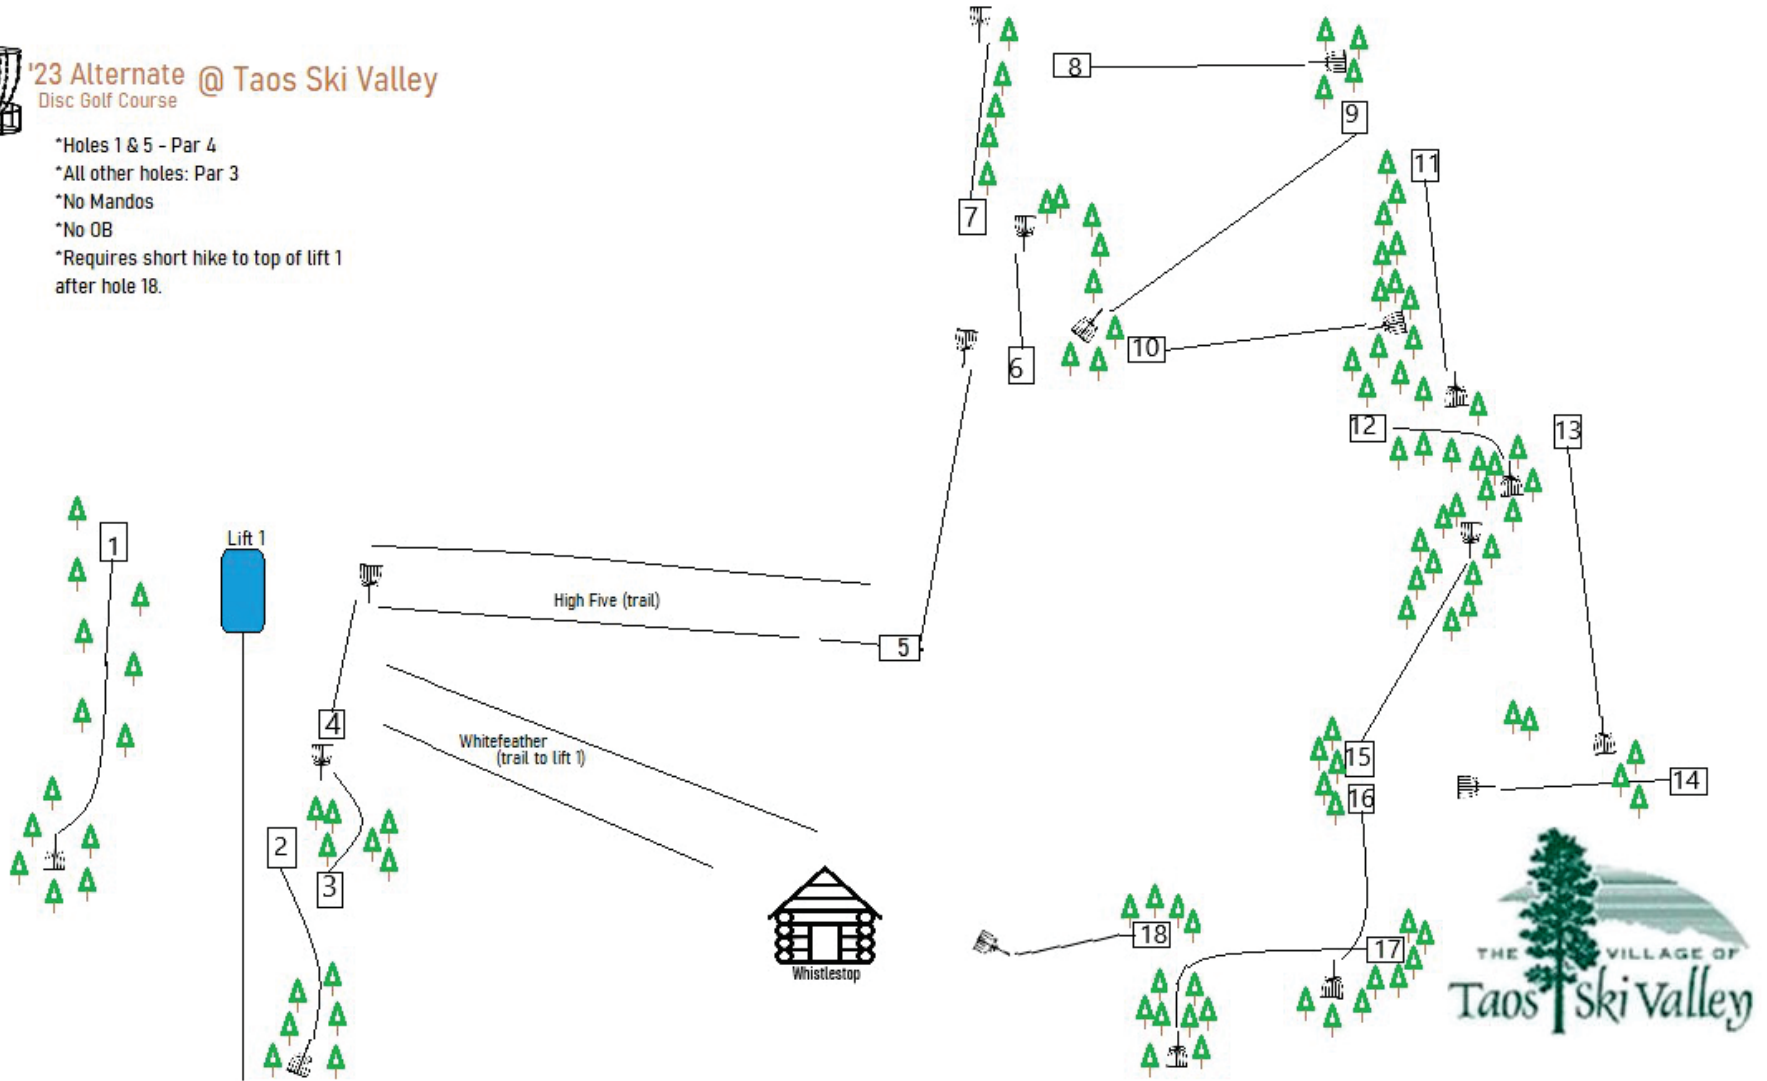 '23 Alternate @ Taos Ski Valley
Disc Golf Course
*Holes 1 & 5 - Par 4
*All other holes: Par 3
*No Mandos
*No OB
*Requires short hike to top of lift 1
after hole 18.
8
9
11
7
10
6
12
13
1
Lift 1
High Five (trail)
5
4
Whitefeather
(trail to lift 1)
15
14
16
2
3
18
17
Whistlestop
THE VILLAGE OF
Taos Ski Valley